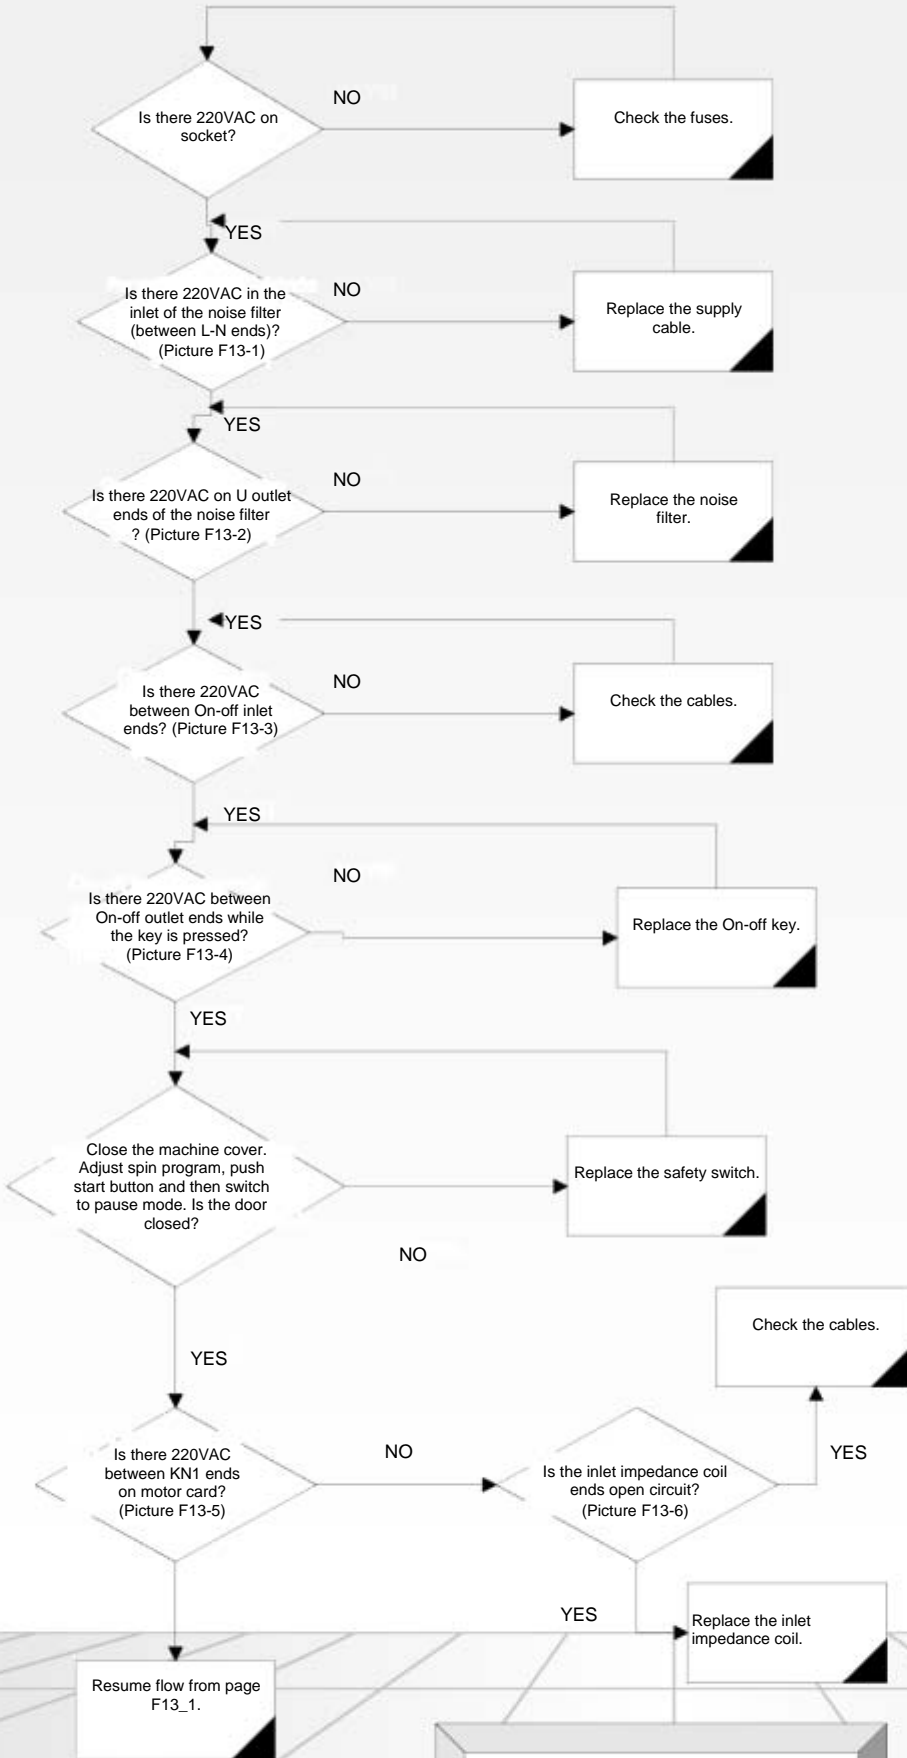 Is there 220VAC on
socket?
NO
Check the fuses.
YES
Is there 220VAC in the
inlet of the noise filter
(between L-N ends)?
(Picture F13-1)
NO
Replace the supply
cable.
YES
Is there 220VAC on U outlet
ends of the noise filter
? (Picture F13-2)
NO
Replace the noise
filter.
YES
Is there 220VAC
between On-off inlet
ends? (Picture F13-3)
NO
Check the cables.
YES
Is there 220VAC between
On-off outlet ends while
the key is pressed?
(Picture F13-4)
NO
Replace the On-off key.
YES
Close the machine cover.
Adjust spin program, push
start button and then switch
to pause mode. Is the door
closed?
Replace the safety switch.
NO
YES
Check the cables.
Is there 220VAC
between KN1 ends
on motor card?
(Picture F13-5)
NO
Is the inlet impedance coil
ends open circuit?
(Picture F13-6)
YES
YES
Replace the inlet
impedance coil.
Resume flow from page
F13_1.